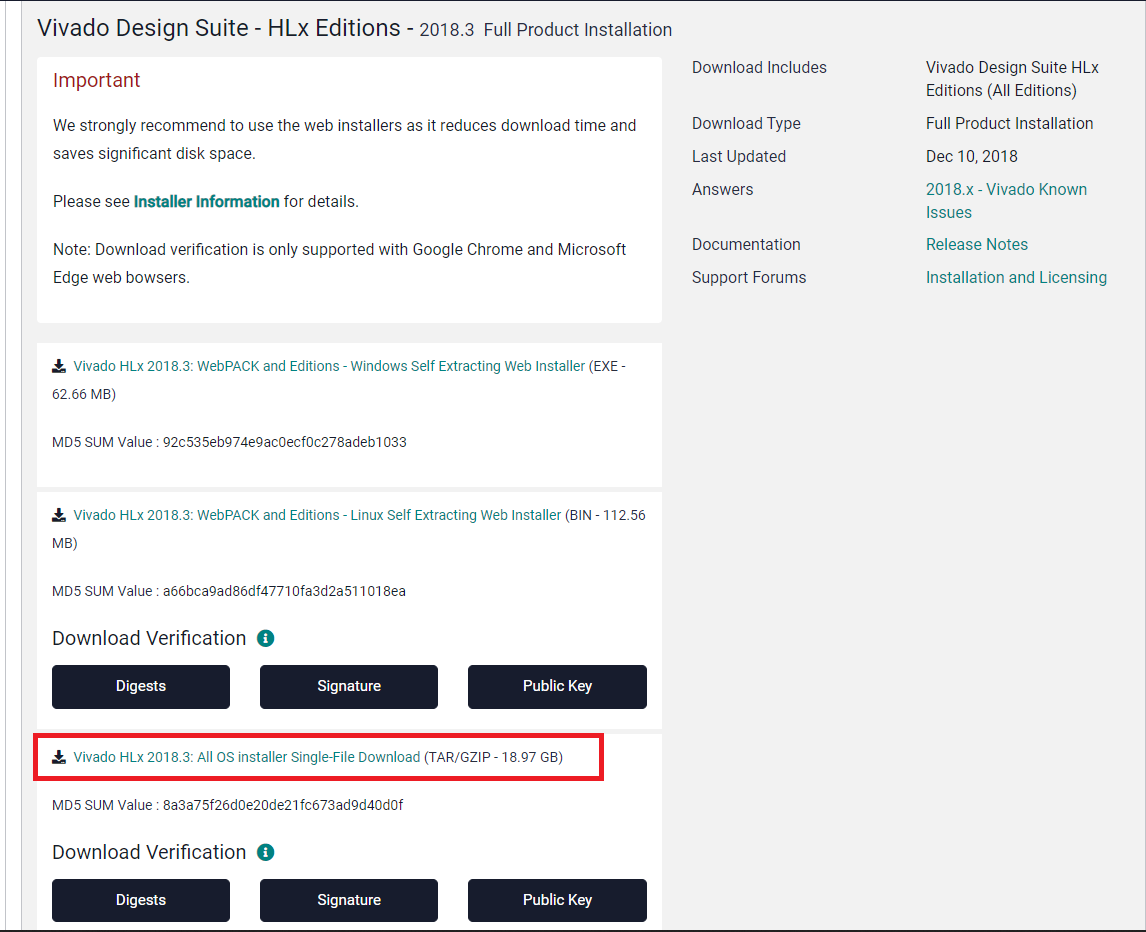 Vivado Design Suite - HLx Editions - 2018.3 Full Product Installation
Important
We strongly recommend to use the web installers as it reduces download time and
saves significant disk space.
Please see Installer Information for details.
Note: Download verification is only supported with Google Chrome and Microsoft
Edge web bowsers.
Download Includes
Vivado Design Suite HLx
Editions (All Editions)
Download Type
Full Product Installation
Last Updated
Dec 10, 2018
Answers
2018.x - Vivado Known
Issues
Documentation
Release Notes
Support Forums
Installation and Licensing
Vivado HLx 2018.3: WebPACK and Editions - Windows Self Extracting Web Installer (EXE -
62.66 MB)
MD5 SUM Value : 92c535eb974e9ac0ecf0c278adeb1033
Vivado HLx 2018.3: WebPACK and Editions - Linux Self Extracting Web Installer (BIN - 112.56
MB)
MD5 SUM Value : a66bca9ad86df47710fa3d2a511018ea
Download Verification
Digests
Signature
Public Key
Vivado HLx 2018.3: All OS installer Single-File Download (TAR/GZIP - 18.97 GB)
MD5 SUM Value : 8a3a75f26d0e20de21fc673ad9d40d0f
Download Verification
Digests
Signature
Public Key